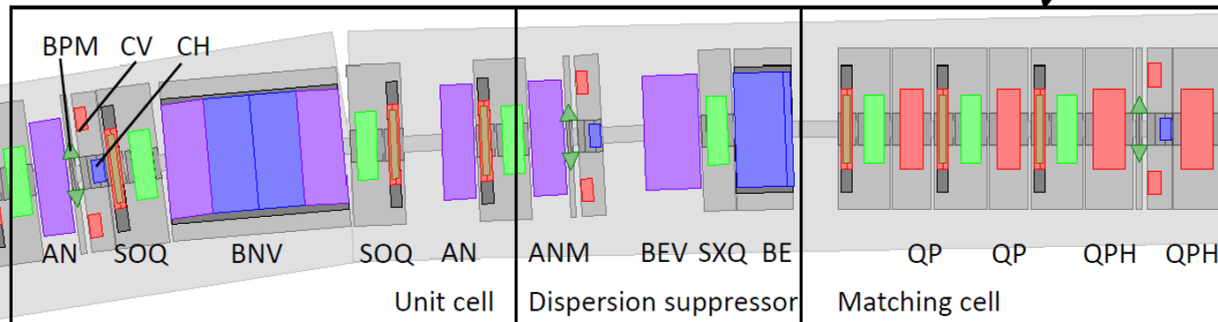 BPM CV CH
AN SOQ BNV SOQ AN ANM BEV SXQ BE QP QP QPH QPH
Unit cell Dispersion suppressor Matching cell